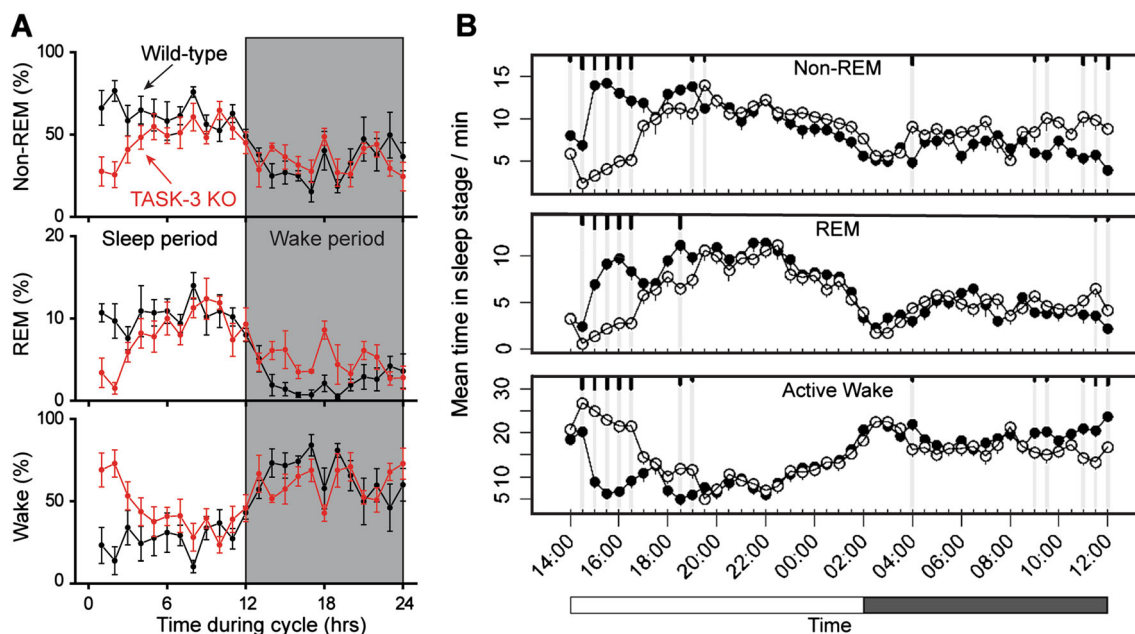 A
Non-REM (%)
100
50
0
Wild-type
TASK-3 KO
REM (%)
20
10
0
Sleep period
Wake period
Wake (%)
100
50
0
0 6 12 18 24
Time during cycle (hrs)
B
Mean time in sleep stage / min
Non-REM
15
10
5
REM
10
5
0
Active Wake
30
20
10
5
14:00 16:00 18:00 20:00 22:00 00:00 02:00 04:00 06:00 08:00 10:00 12:00
Time